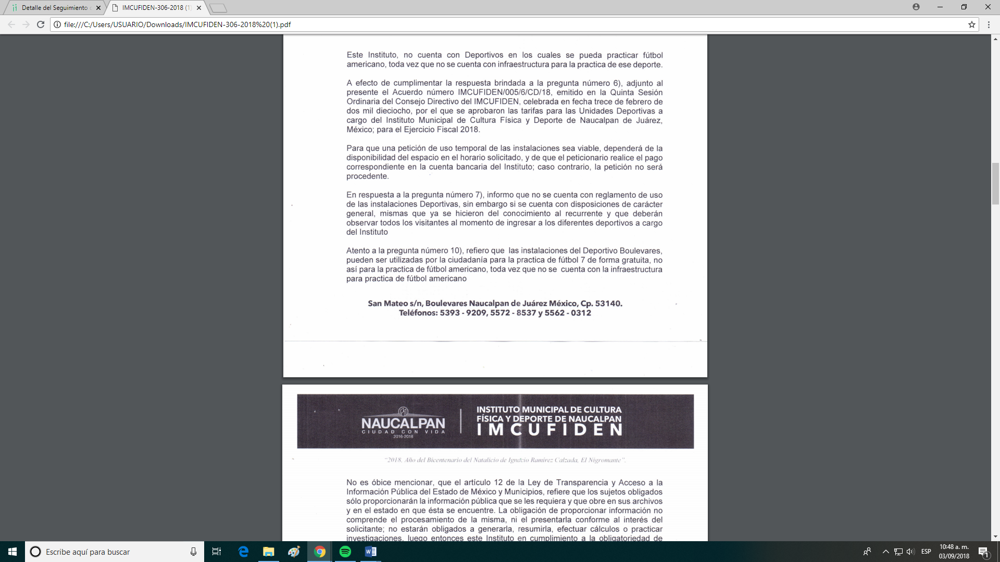 Detalle del Seguimiento
IMCUFIDEN-306-2018 (1)
file:///C:/Users/USUARIO/Downloads/IMCUFIDEN-306-2018%20(1).pdf
Este Instituto, no cuenta con Deportivos en los cuales se pueda practicar fútbol
americano, toda vez que no se cuenta con infraestructura para la practica de ese deporte.
A efecto de cumplimentar la respuesta brindada a la pregunta número 6), adjunto al
presente el Acuerdo número IMCUFIDEN/005/6/CD/18, emitido en la Quinta Sesión
Ordinaria del Consejo Directivo del IMCUFIDEN, celebrada en fecha trece de febrero de
dos mil dieciocho, por el que se aprobaron las tarifas para las Unidades Deportivas a
cargo del Instituto Municipal de Cultura Física y Deporte de Naucalpan de Juárez,
México; para el Ejercicio Fiscal 2018.
Para que una petición de uso temporal de las instalaciones sea viable, dependerá de la
disponibilidad del espacio en el horario solicitado, y de que el peticionario realice el pago
correspondiente en la cuenta bancaria del Instituto; caso contrario, la petición no será
procedente.
En respuesta a la pregunta número 7), informo que no se cuenta con reglamento de uso
de las instalaciones Deportivas, sin embargo si se cuenta con disposiciones de carácter
general, mismas que ya se hicieron del conocimiento al recurrente y que deberán
observar todos los visitantes al momento de ingresar a los diferentes deportivos a cargo
del Instituto
Atento a la pregunta número 10), refiero que las instalaciones del Deportivo Boulevares,
pueden ser utilizadas por la ciudadanía para la practica de fútbol 7 de forma gratuita, no
así para la practica de fútbol americano, toda vez que no se cuenta con la infraestructura
para practica de fútbol americano
San Mateo s/n, Boulevares Naucalpan de Juárez México, Cp. 53140.
Teléfonos: 5393 - 9209, 5572 - 8537 y 5562 - 0312
NAUCALPAN
CIUDAD CON VIDA
2016-2018
INSTITUTO MUNICIPAL DE CULTURA
FÍSICA Y DEPORTE DE NAUCALPAN
IMCUFIDEN
"2018, Año del Bicentenario del Natalicio de Ignacio Ramírez Calzada, El Nigromante".
No es óbice mencionar, que el artículo 12 de la Ley de Transparencia y Acceso a la
Información Pública del Estado de México y Municipios, refiere que los sujetos obligados
sólo proporcionarán la información pública que se les requiera y que obre en sus archivos
y en el estado en que ésta se encuentre. La obligación de proporcionar información no
comprende el procesamiento de la misma, ni el presentarla conforme al interés del
solicitante; no estarán obligados a generarla, resumirla, efectuar cálculos o practicar
investigaciones, luego entonces este Instituto en cumplimiento a la obligatoriedad de
Escribe aquí para buscar
ESP
10:48 a. m.
03/09/2018
1